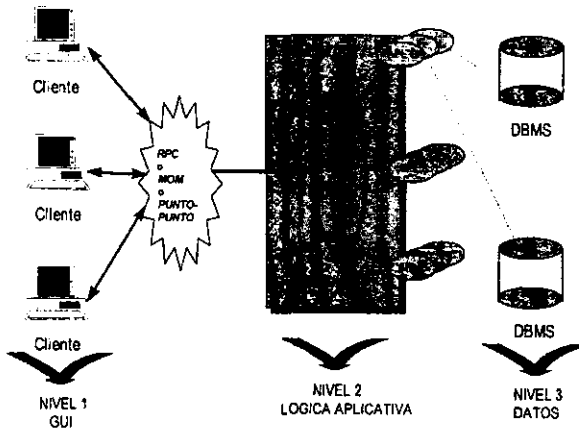 Cliente
Cliente
Cliente
RPC
o
MOM
o
PUNTO-
PUNTO
DBMS
DBMS
NIVEL 1
GUI
NIVEL 2
LOGICA APLICATIVA
NIVEL 3
DATOS